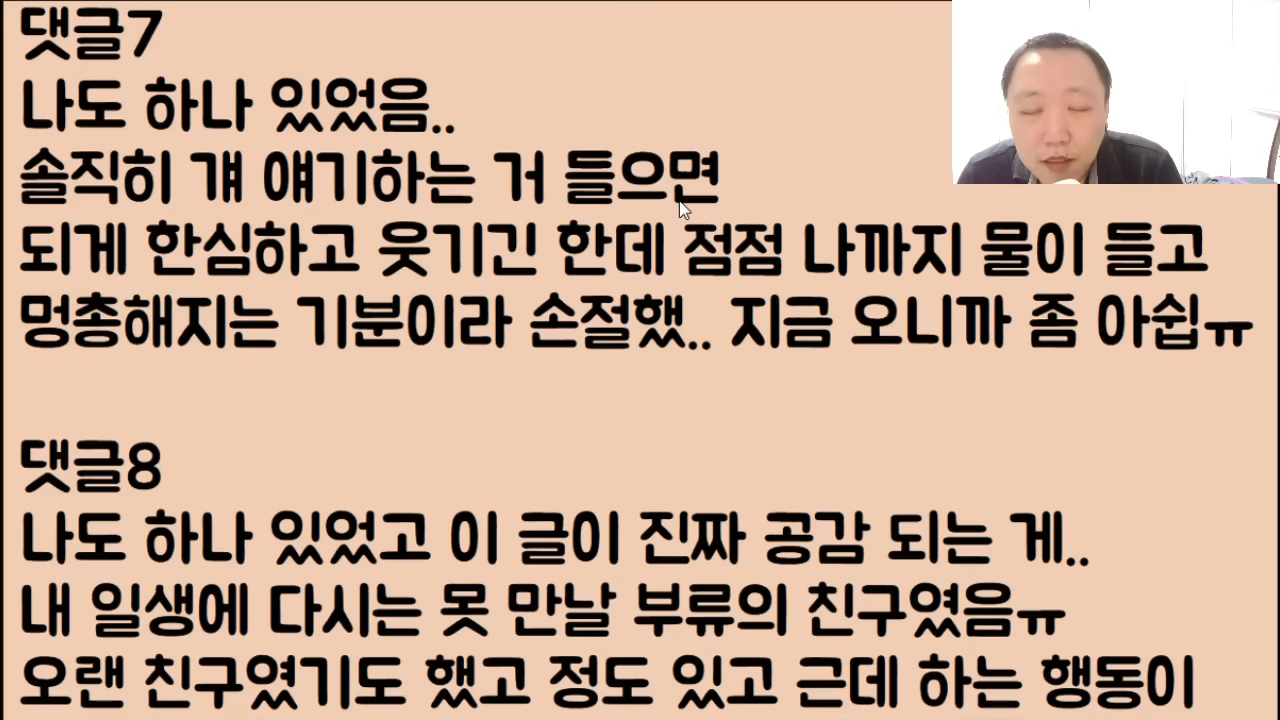 댓글7
나도 하나 있었음..
솔직히 걔 얘기하는 거 들으면
되게 한심하고 웃기긴 한데 점점 나까지 물이 들고
멍총해지는 기분이라 손절했.. 지금 오니까 좀 아쉽ㅠ
댓글8
나도 하나 있었고 이 글이 진짜 공감 되는 게..
내 일생에 다시는 못 만날 부류의 친구였음ㅠ
오랜 친구였기도 했고 정도 있고 근데 하는 행동이